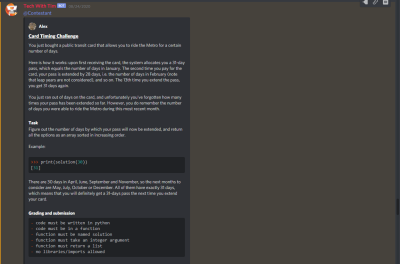 Tech With Tim BOT
@Contestant
Alex
Card Timing Challenge
You just bought a public transit card that allows you to ride the Metro for a certain
number of days.
Here is how it works: upon first receiving the card, the system allocates you a 31-day
pass, which equals the number of days in January. The second time you pay for the
card, your pass is extended by 28 days, i.e. the number of days in February (note
that leap years are not considered), and so on. The 13th time you extend the pass,
you get 31 days again.
You just ran out of days on the card, and unfortunately you've forgotten how many
times your pass has been extended so far. However, you do remember the number
of days you were able to ride the Metro during this most recent month.
Task
Figure out the number of days by which your pass will now be extended, and return
all the options as an array sorted in increasing order.
Example
>>> print(solution(30))
[31]
There are 30 days in April, June, September and November, so the next months to
consider are May, July, October or December. All of them have exactly 31 days,
which means that you will definitely get a 31-days pass the next time you extend
your card.
Grading and submission
- code must be written in python
- code must be in a function
- function must be named solution
- function must take an integer argument
- function must return a list
- no libraries/imports allowed